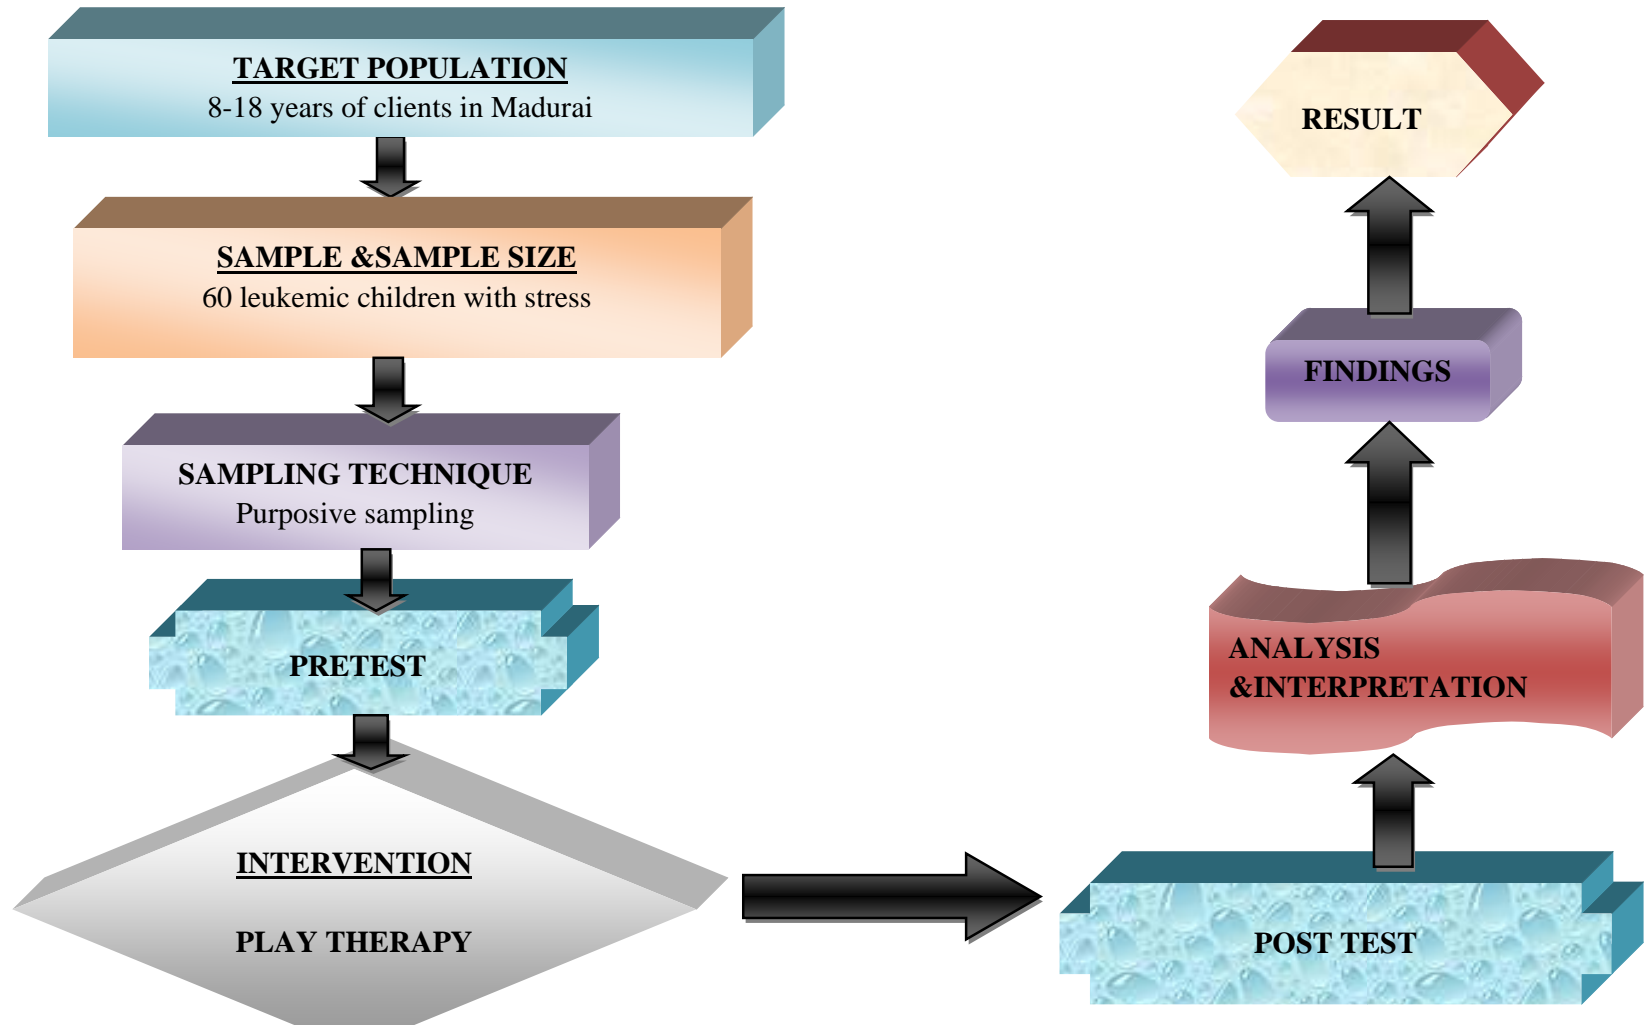 TARGET POPULATION
8-18 years of clients in Madurai
SAMPLE &SAMPLE SIZE
60 leukemic children with stress
SAMPLING TECHNIQUE
Purposive sampling
PRETEST
INTERVENTION
PLAY THERAPY
POST TEST
ANALYSIS
&INTERPRETATION
FINDINGS
RESULT